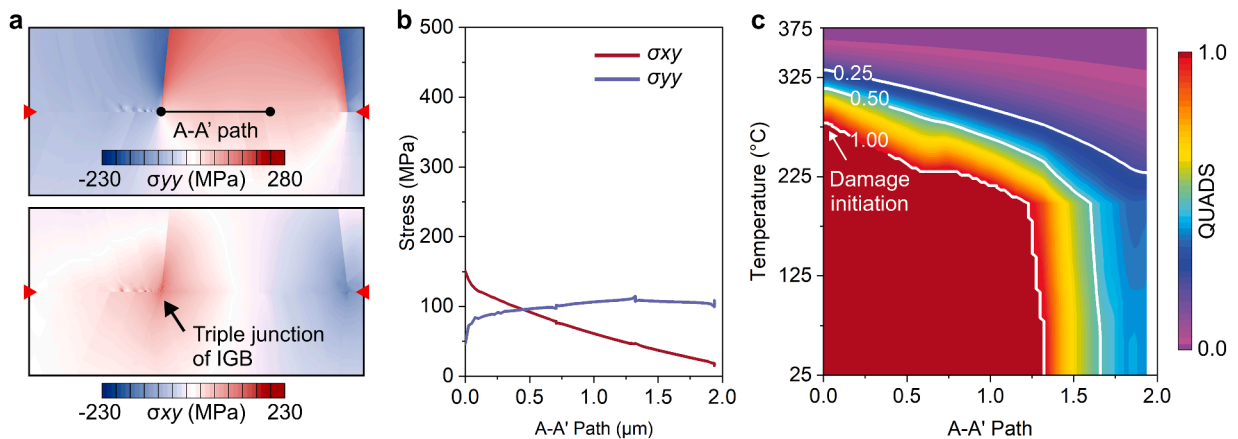 a
A-A' path
-230 280
σyy (MPa)
Triple junction
of IGB
-230 230
σxy (MPa)
b
500
400
300
200
100
0
Stress (MPa)
σxy
σyy
0.0 0.5 1.0 1.5 2.0
A-A' Path (µm)
c
375
325
225
125
25
Temperature (°C)
0.25
0.50
1.00
Damage
initiation
0.0 0.5 1.0 1.5 2.0
A-A' Path
1.0
QUADS
0.0